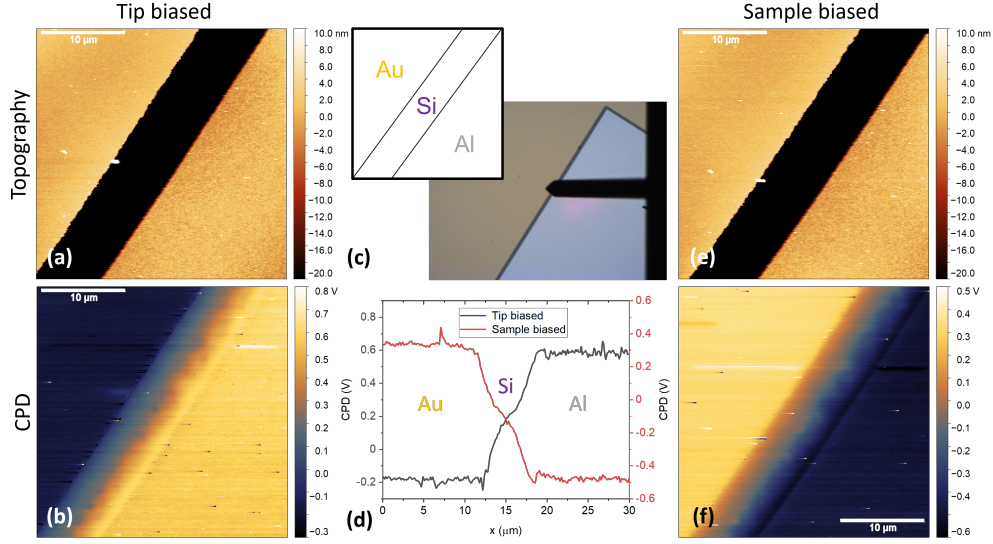 Tip biased
Sample biased
Topography
10 µm
(a)
10.0 nm
8.0
6.0
4.0
2.0
0.0
−2.0
−4.0
−6.0
−8.0
−10.0
−12.0
−14.0
−16.0
−20.0
Au
Si
Al
(c)
10 µm
(e)
10.0 nm
8.0
6.0
4.0
2.0
0.0
−2.0
−4.0
−6.0
−8.0
−10.0
−12.0
−14.0
−16.0
−20.0
CPD
10 µm
(b)
0.8 V
0.7
0.6
0.5
0.4
0.3
0.2
0.1
0.0
−0.1
−0.3
0.8
0.6
0.4
0.2
0
-0.2
CPD (V)
Tip biased
Sample biased
Au
Si
Al
0.6
0.4
0.2
0
-0.2
-0.4
-0.6
CPD (V)
0
5
10
15
20
25
30
x (µm)
(d)
10 µm
(f)
0.5 V
0.4
0.3
0.2
0.1
0.0
−0.1
−0.2
−0.3
−0.4
−0.6